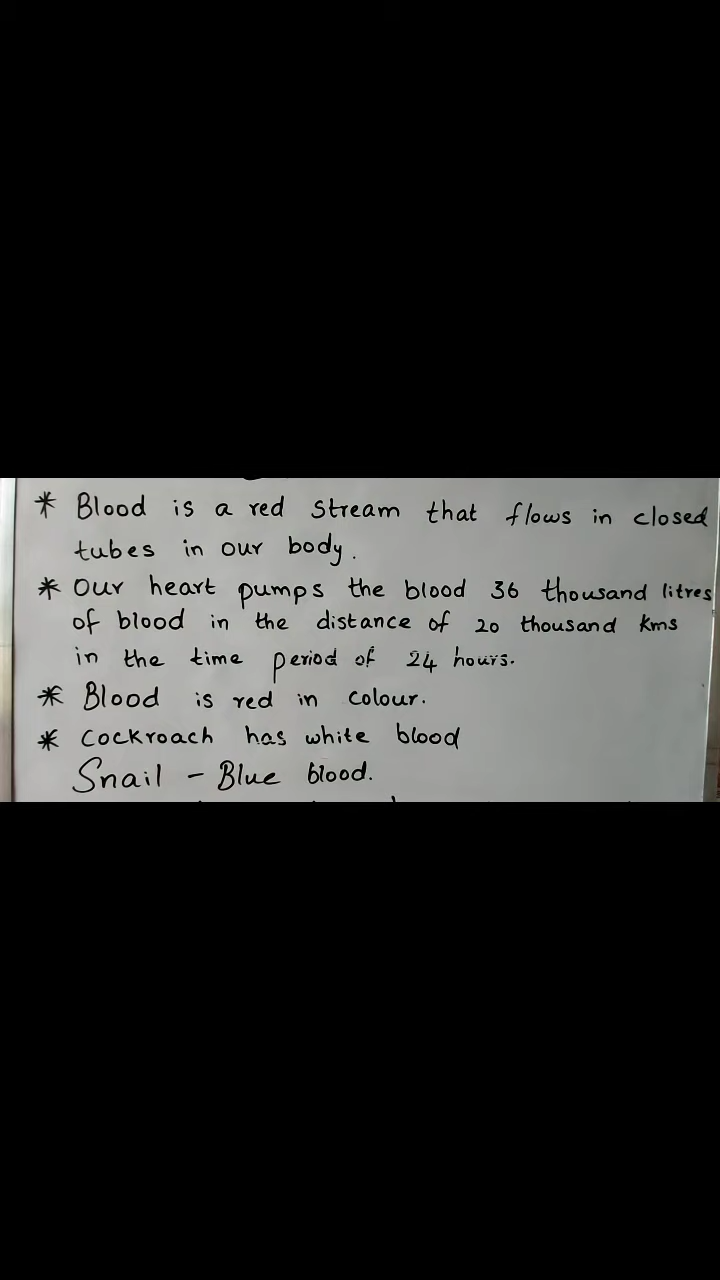 * Blood is a red stream that flows in closed
tubes in our body.
* Our heart pumps the blood 36 thousand litres
of blood in the distance of 20 thousand kms
in the time period of 24 hours.
* Blood is red in colour.
* Cockroach has white blood
Snail - Blue blood.